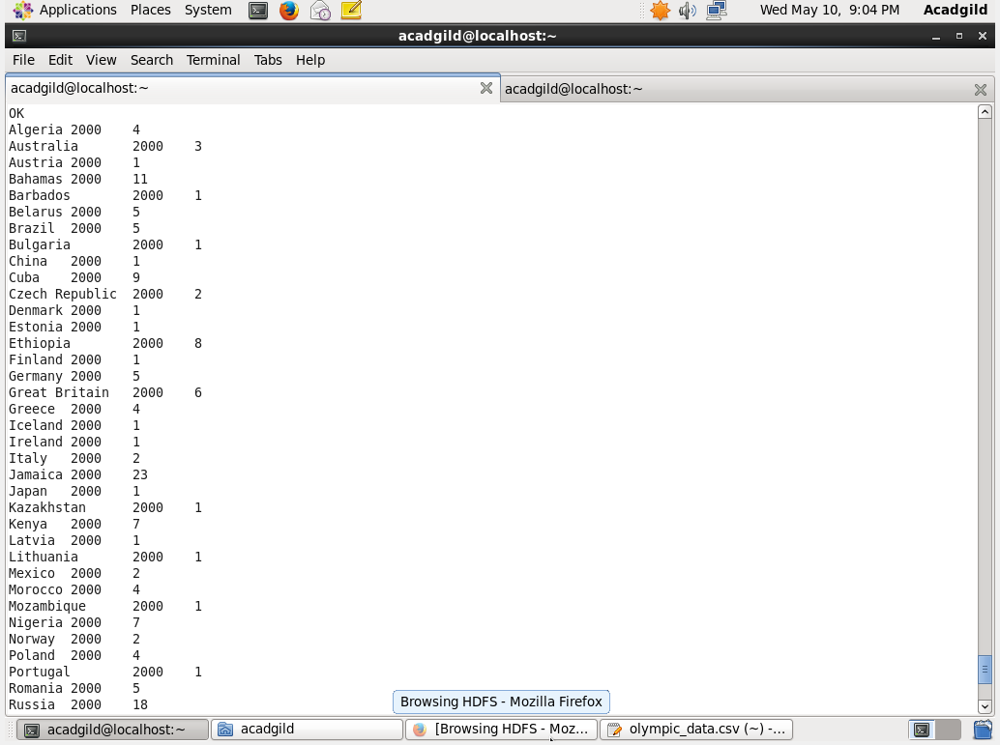 Applications Places System Wed May 10, 9:04 PM Acadgild
acadgild@localhost:~
File Edit View Search Terminal Tabs Help
acadgild@localhost:~ acadgild@localhost:~
OK
Algeria 2000 4
Australia 2000 3
Austria 2000 1
Bahamas 2000 11
Barbados 2000 1
Belarus 2000 5
Brazil 2000 5
Bulgaria 2000 1
China 2000 1
Cuba 2000 9
Czech Republic 2000 2
Denmark 2000 1
Estonia 2000 1
Ethiopia 2000 8
Finland 2000 1
Germany 2000 5
Great Britain 2000 6
Greece 2000 4
Iceland 2000 1
Ireland 2000 1
Italy 2000 2
Jamaica 2000 23
Japan 2000 1
Kazakhstan 2000 1
Kenya 2000 7
Latvia 2000 1
Lithuania 2000 1
Mexico 2000 2
Morocco 2000 4
Mozambique 2000 1
Nigeria 2000 7
Norway 2000 2
Poland 2000 4
Portugal 2000 1
Romania 2000 5
Russia 2000 18
Browsing HDFS - Mozilla Firefox
acadgild@localhost:~ acadgild [Browsing HDFS - Moz... olympic_data.csv (~) -...